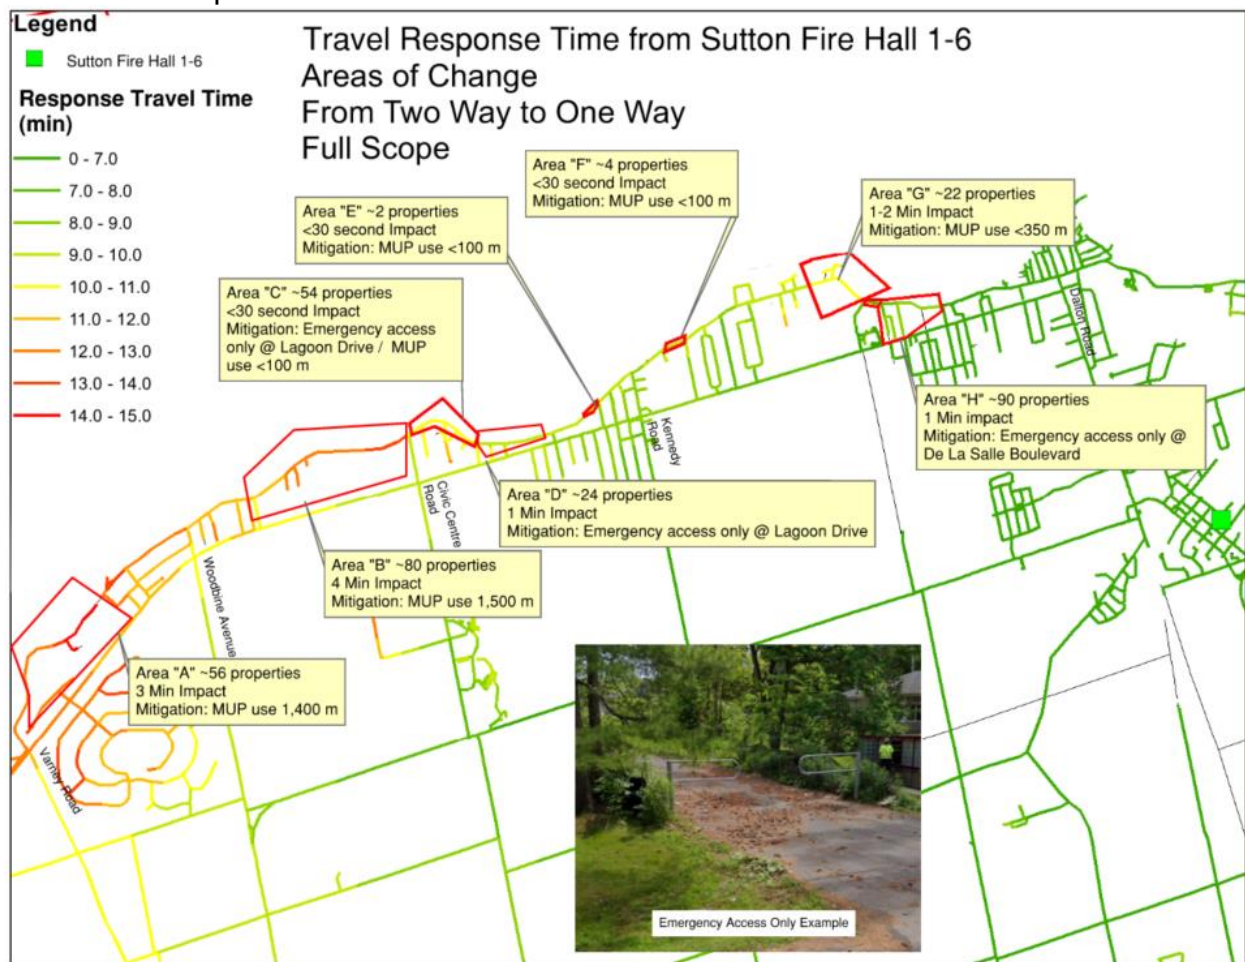 Legend
Sutton Fire Hall 1-6
Response Travel Time
(min)
0 - 7.0
7.0 - 8.0
8.0 - 9.0
9.0 - 10.0
10.0 - 11.0
11.0 - 12.0
12.0 - 13.0
13.0 - 14.0
14.0 - 15.0
Travel Response Time from Sutton Fire Hall 1-6
Areas of Change
From Two Way to One Way
Full Scope
Area "F" ~4 properties
<30 second Impact
Mitigation: MUP use <100 m
Area "G" ~22 properties
1-2 Min Impact
Mitigation: MUP use <350 m
Area "E" ~2 properties
<30 second Impact
Mitigation: MUP use <100 m
Area "C" ~54 properties
<30 second Impact
Mitigation: Emergency access
only @ Lagoon Drive / MUP
use <100 m
Dalton Road
Area "H" ~90 properties
1 Min impact
Mitigation: Emergency access only @
De La Salle Boulevard
Kennedy
Road
Civic Centre
Road
Area "D" ~24 properties
1 Min Impact
Mitigation: Emergency access only @ Lagoon Drive
Area "B" ~80 properties
4 Min Impact
Mitigation: MUP use 1,500 m
Woodbine Avenue
Area "A" ~56 properties
3 Min Impact
Mitigation: MUP use 1,400 m
Varney Road
Emergency Access Only Example